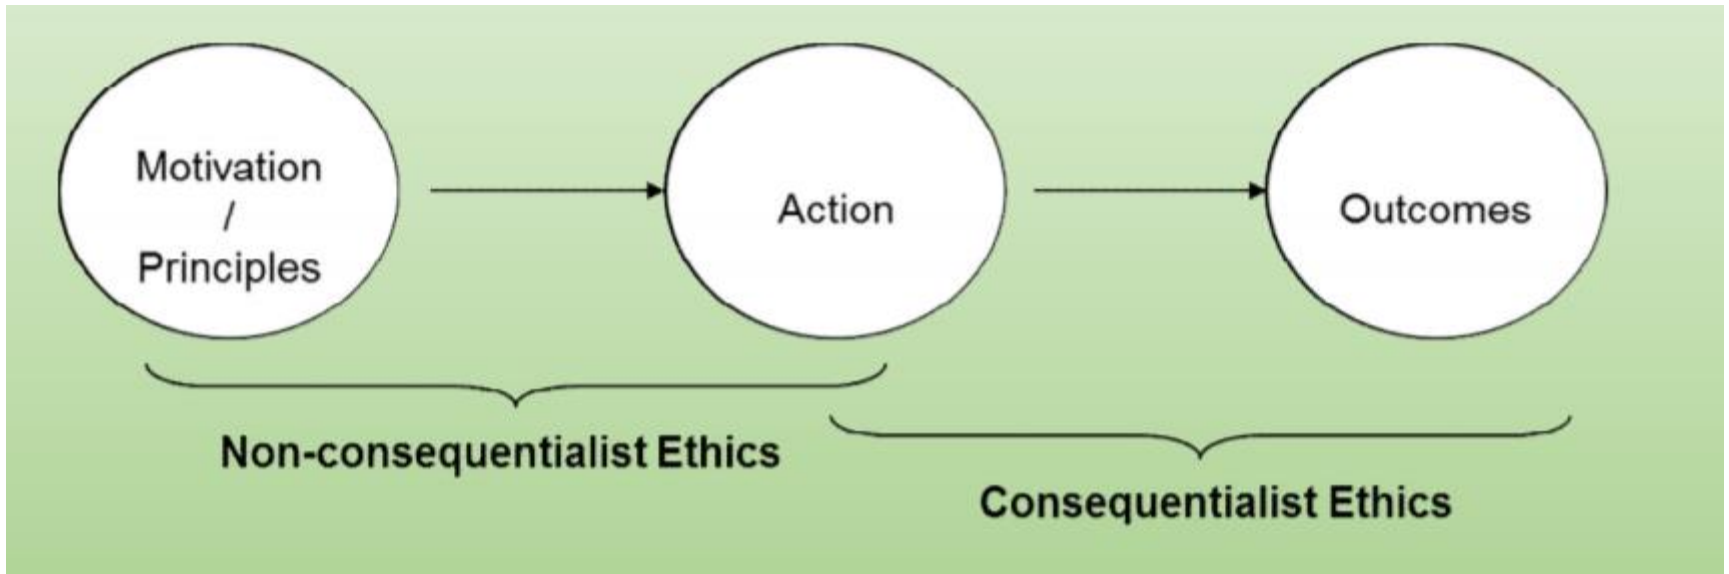 Motivation
/
Principles
Action
Outcomes
Non-consequentialist Ethics
Consequentialist Ethics